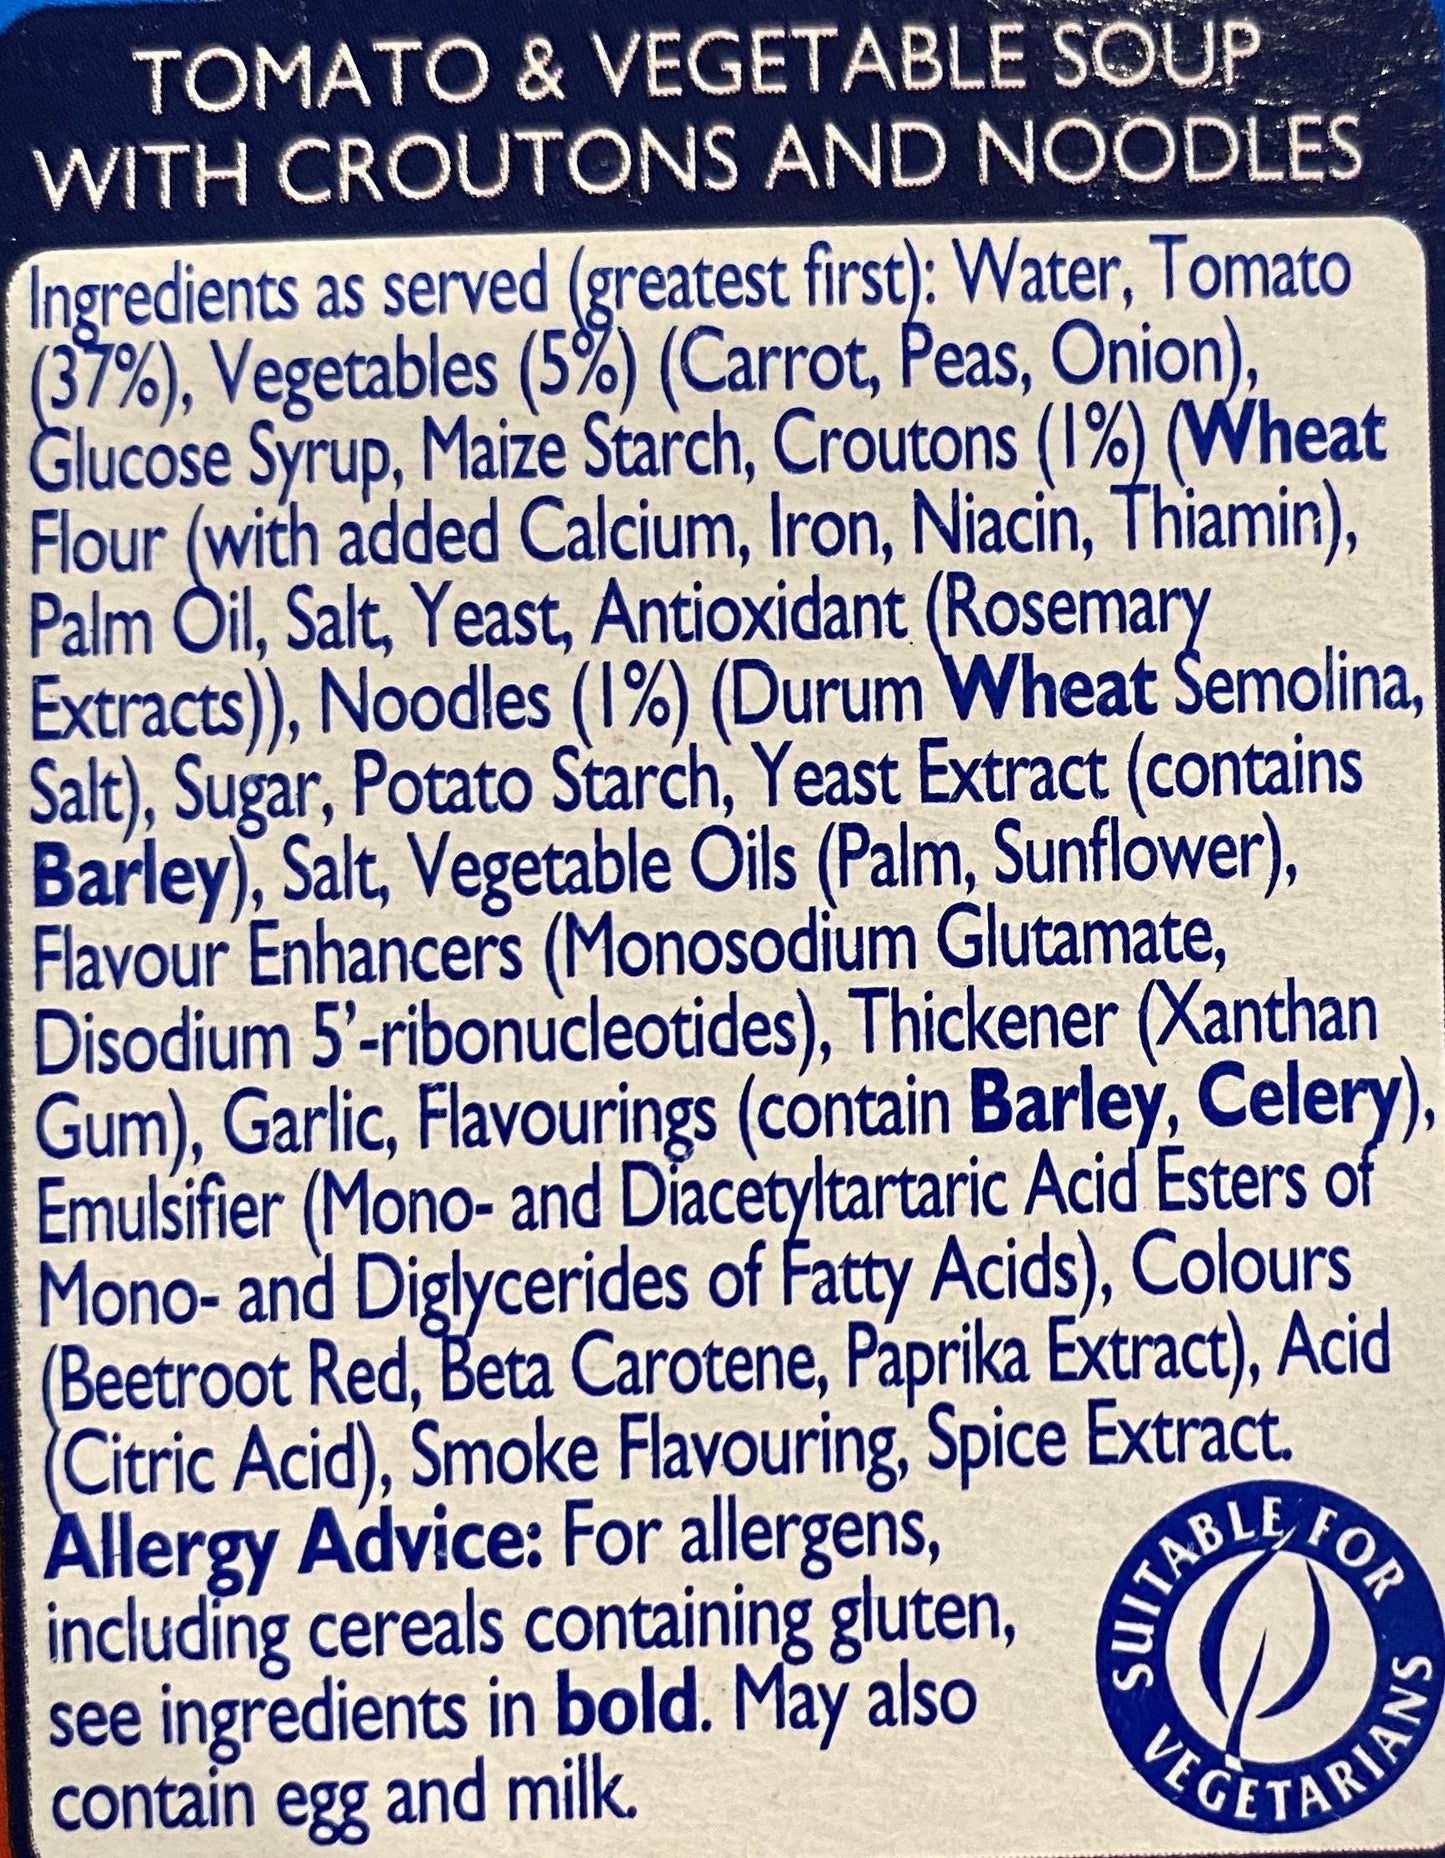 TOMATO & VEGETABLE SOUP
WITH CROUTONS AND NOODLES
Ingredients as served (greatest first): Water, Tomato
(37%), Vegetables (5%) (Carrot, Peas, Onion),
Glucose Syrup, Maize Starch, Croutons (1%) (Wheat
Flour (with added Calcium, Iron, Niacin, Thiamin),
Palm Oil, Salt, Yeast, Antioxidant (Rosemary
Extracts)), Noodles (1%) (Durum Wheat Semolina,
Salt), Sugar, Potato Starch, Yeast Extract (contains
Barley), Salt, Vegetable Oils (Palm, Sunflower),
Flavour Enhancers (Monosodium Glutamate,
Disodium 5'-ribonucleotides), Thickener (Xanthan
Gum), Garlic, Flavourings (contain Barley, Celery),
Emulsifier (Mono- and Diacetyltartaric Acid Esters of
Mono- and Diglycerides of Fatty Acids), Colours
(Beetroot Red, Beta Carotene, Paprika Extract), Acid
(Citric Acid), Smoke Flavouring, Spice Extract.
Allergy Advice: For allergens,
including cereals containing gluten,
see ingredients in bold. May also
contain egg and milk.
SUITABLE FOR
VEGETARIANS